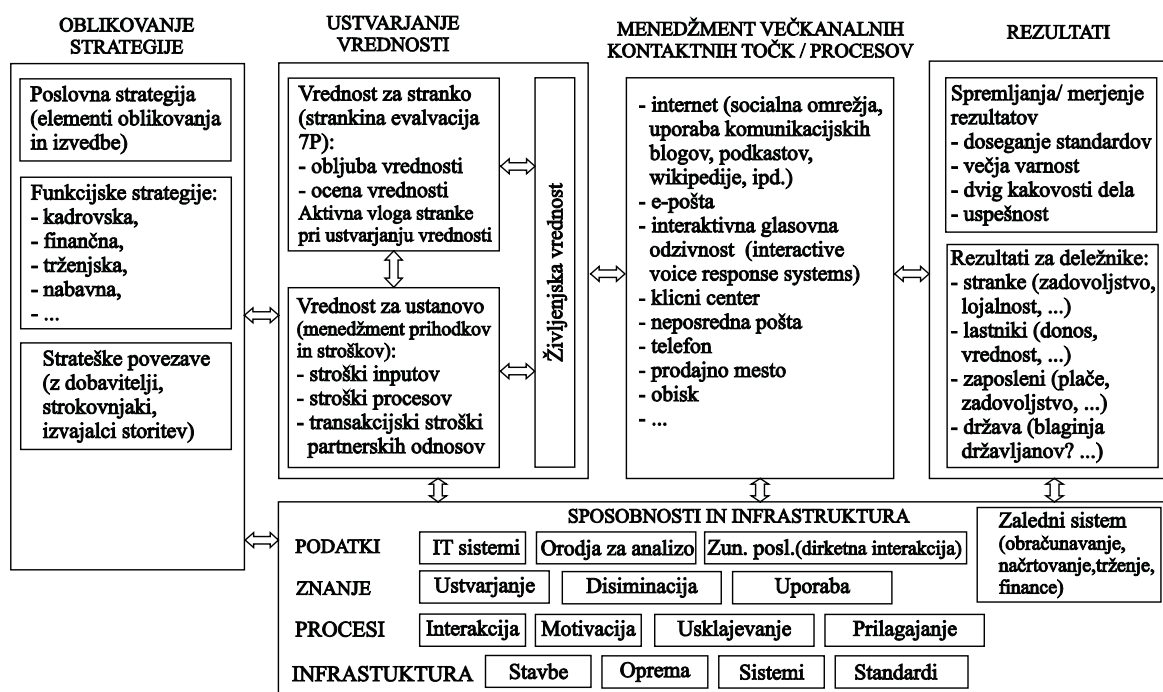 OBLIKOVANJE
STRATEGIJE
Poslovna strategija
(elementi oblikovanja
in izvedbe)
Funkcijske strategije:
- kadrovska,
- finančna,
- trženjska,
- nabavna,
- ...
Strateške povezave
(z dobavitelji,
strokovnjaki,
izvajalci storitev)
USTVARJANJE
VREDNOSTI
Vrednost za stranko
(strankina evalvacija
7P):
- obljuba vrednosti
- ocena vrednosti
Aktivna vloga stranke
pri ustvarjanju vrednosti
Vrednost za ustanovo
(menedžment prihodkov
in stroškov):
- stroški inputov
- stroški procesov
- transakcijski stroški
partnerskih odnosov
Življenjska vrednost
MENEDŽMENT VEČKANALNIH
KONTAKTNIH TOČK / PROCESOV
- internet (socialna omrežja,
uporaba komunikacijskih
blogov, podkastov,
wikipedije, ipd.)
- e-pošta
- interaktivna glasovna
odzivnost (interactive
voice response systems)
- klicni center
- neposredna pošta
- telefon
- prodajno mesto
- obisk
- ...
REZULTATI
Spremljanja/ merjenje
rezultatov
- doseganje standardov
- večja varnost
- dvig kakovosti dela
- uspešnost
Rezultati za deležnike:
- stranke (zadovoljstvo,
lojalnost, ...)
- lastniki (donos,
vrednost, ...)
- zaposleni (plače,
zadovoljstvo, ...)
- država (blaginja
državljanov? ...)
SPOSOBNOSTI IN INFRASTRUKTURA
PODATKI
IT sistemi
Orodja za analizo
Zun. posl.(dirketna interakcija)
Zaledni sistem
(obračunavanje,
načrtovanje,trženje,
finance)
ZNANJE
Ustvarjanje
Disiminacija
Uporaba
PROCESI
Interakcija
Motivacija
Usklajevanje
Prilagajanje
INFRASTUKTURA
Stavbe
Oprema
Sistemi
Standardi